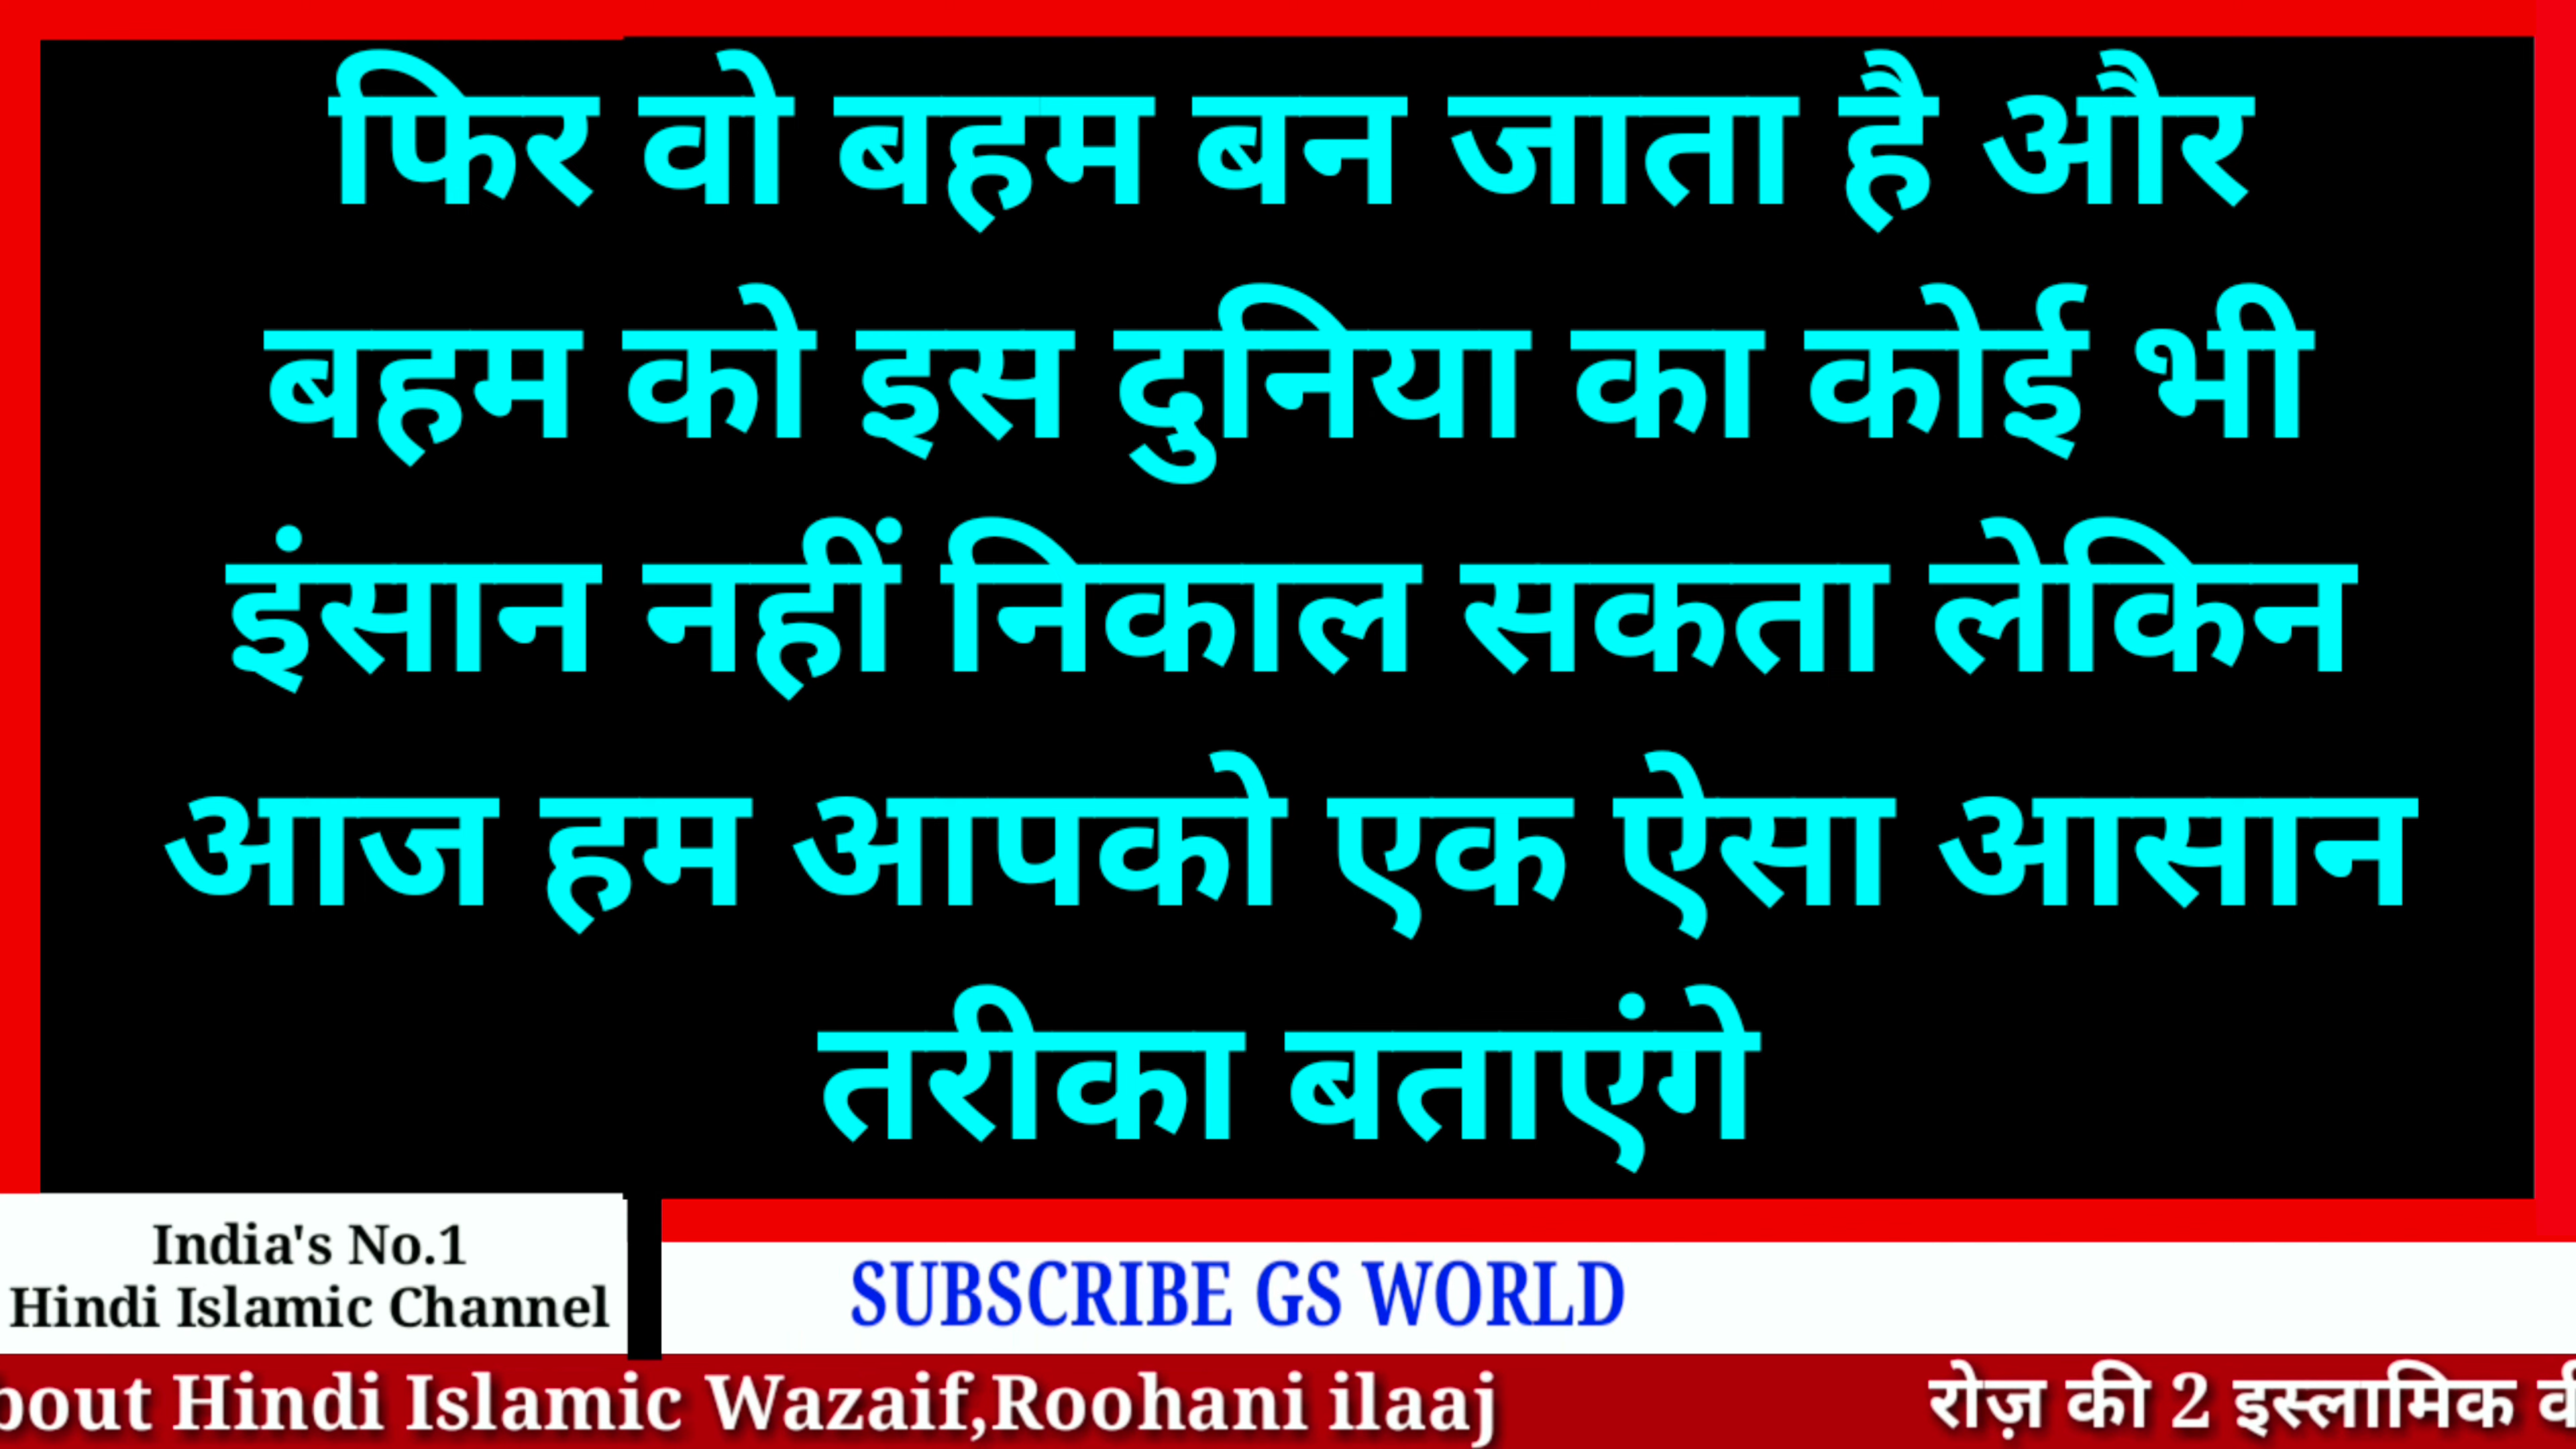 फिर वो बहम बन जाता है और
बहम को इस दुनिया का कोई भी
इंसान नहीं निकाल सकता लेकिन
आज हम आपको एक ऐसा आसान
तरीका बताएंगे
India's No.1
Hindi Islamic Channel
SUBSCRIBE GS WORLD
Hindi Islamic Wazaif,Roohani ilaaj
रोज़ की 2 इस्लामिक